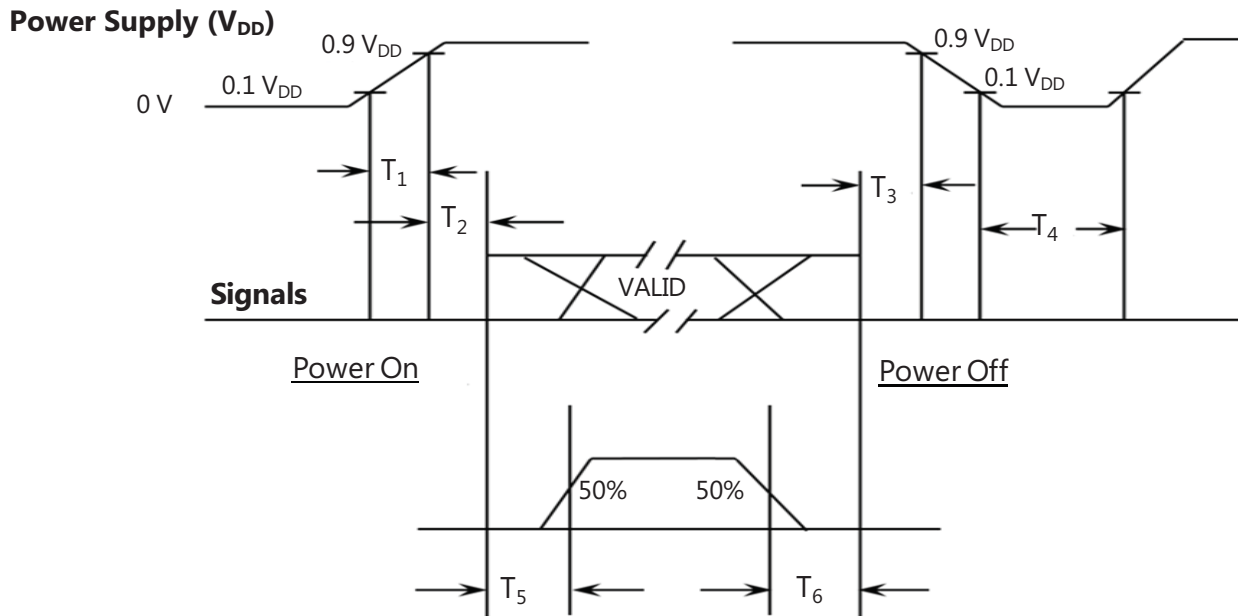 Power Supply (VDD)
0.9 VDD
0.9 VDD
0.1 VDD
0.1 VDD
0 V
T1
T3
T2
T4
VALID
Signals
Power On
Power Off
50%
50%
T5
T6